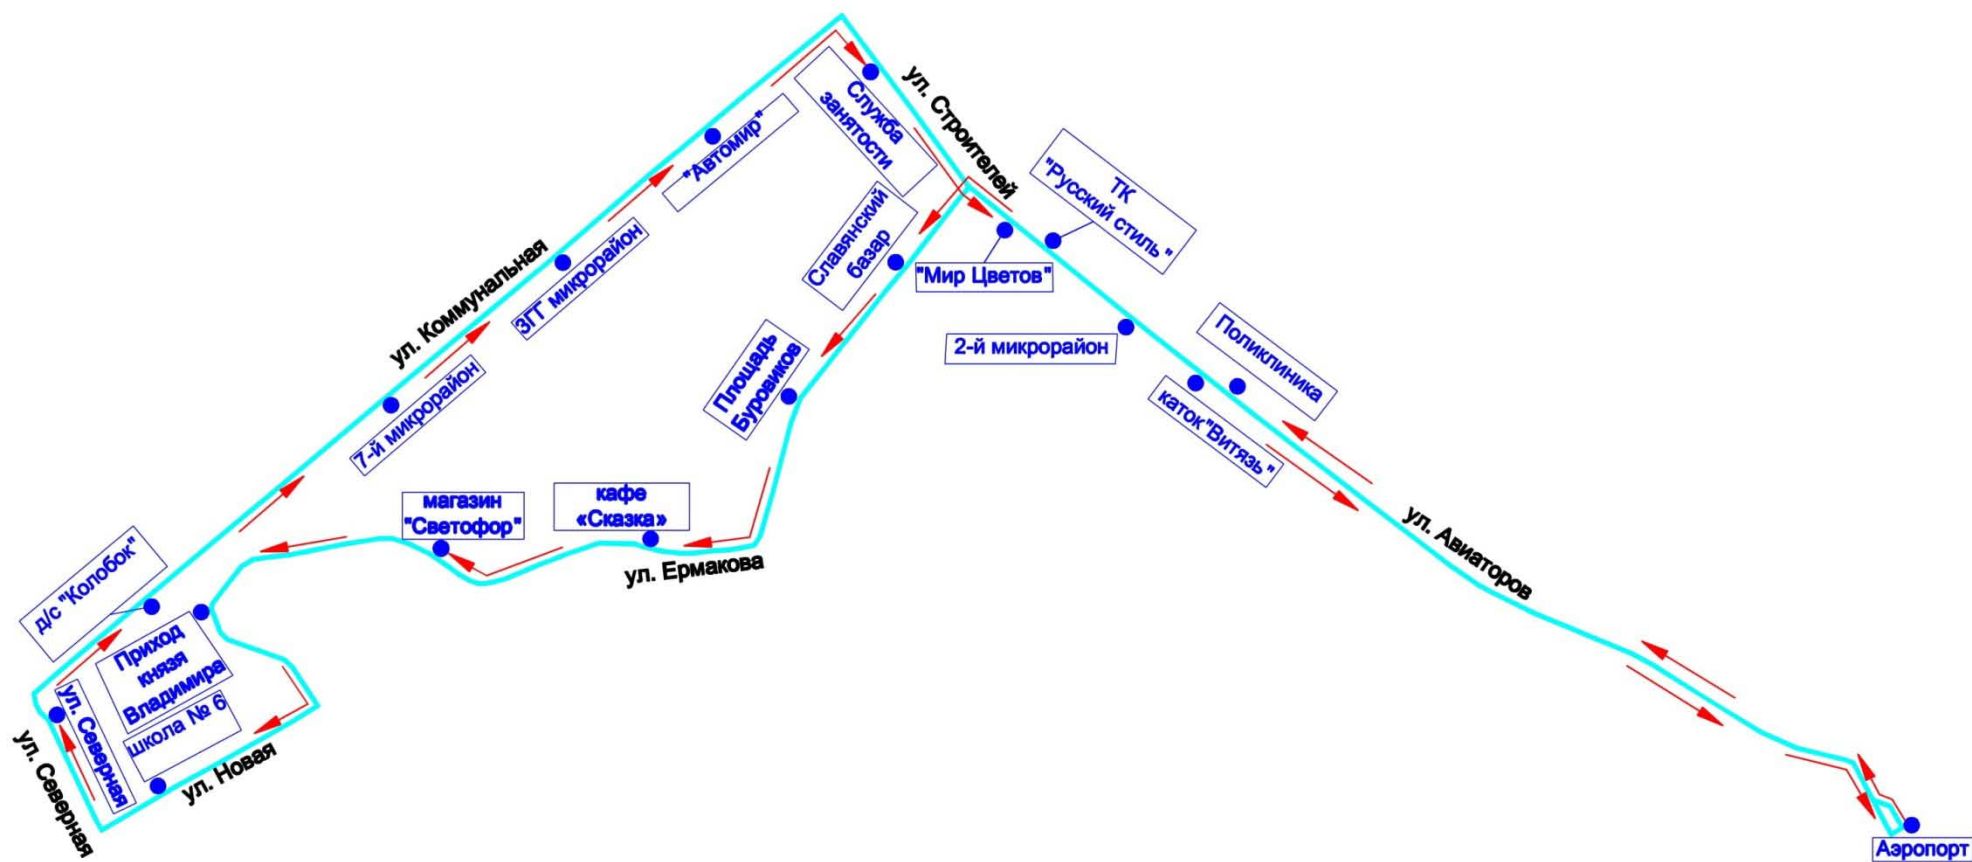 ул. Строителей
Служба
занятости
"Автомир"
ТК
"Русский стиль "
Славянский
базар
"Мир Цветов"
ул. Коммунальная
3ГГ микрорайон
2-й микрорайон
Поликлиника
Площадь
Буровиков
7-й микрорайон
каток"Витязь "
магазин
"Светофор"
кафе
«Сказка»
ул. Ермакова
ул. Авиаторов
д/с "Колобок"
Приход
князя
Владимира
ул. Северная
школа № 6
ул. Северная
ул. Новая
Аэропорт